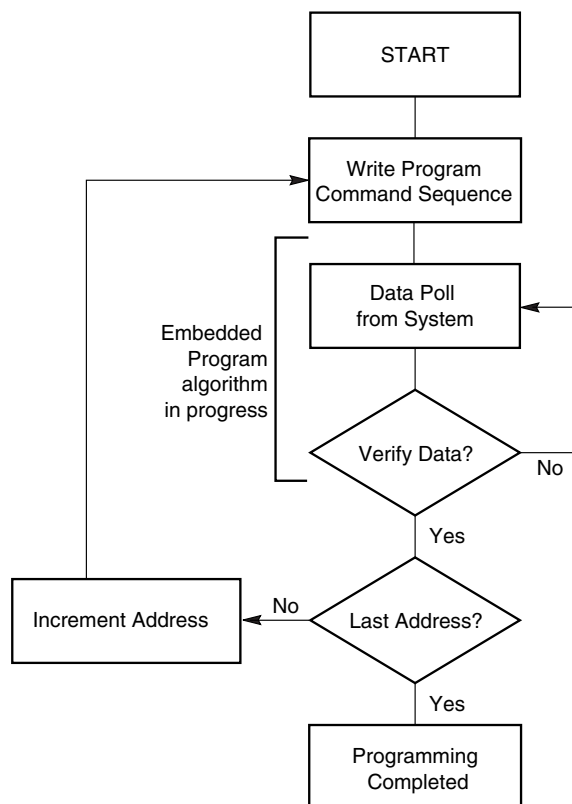 START
Write Program
Command Sequence
Data Poll
from System
Embedded
Program
algorithm
in progress
Verify Data?
No
Yes
Increment Address
No
Last Address?
Yes
Programming
Completed